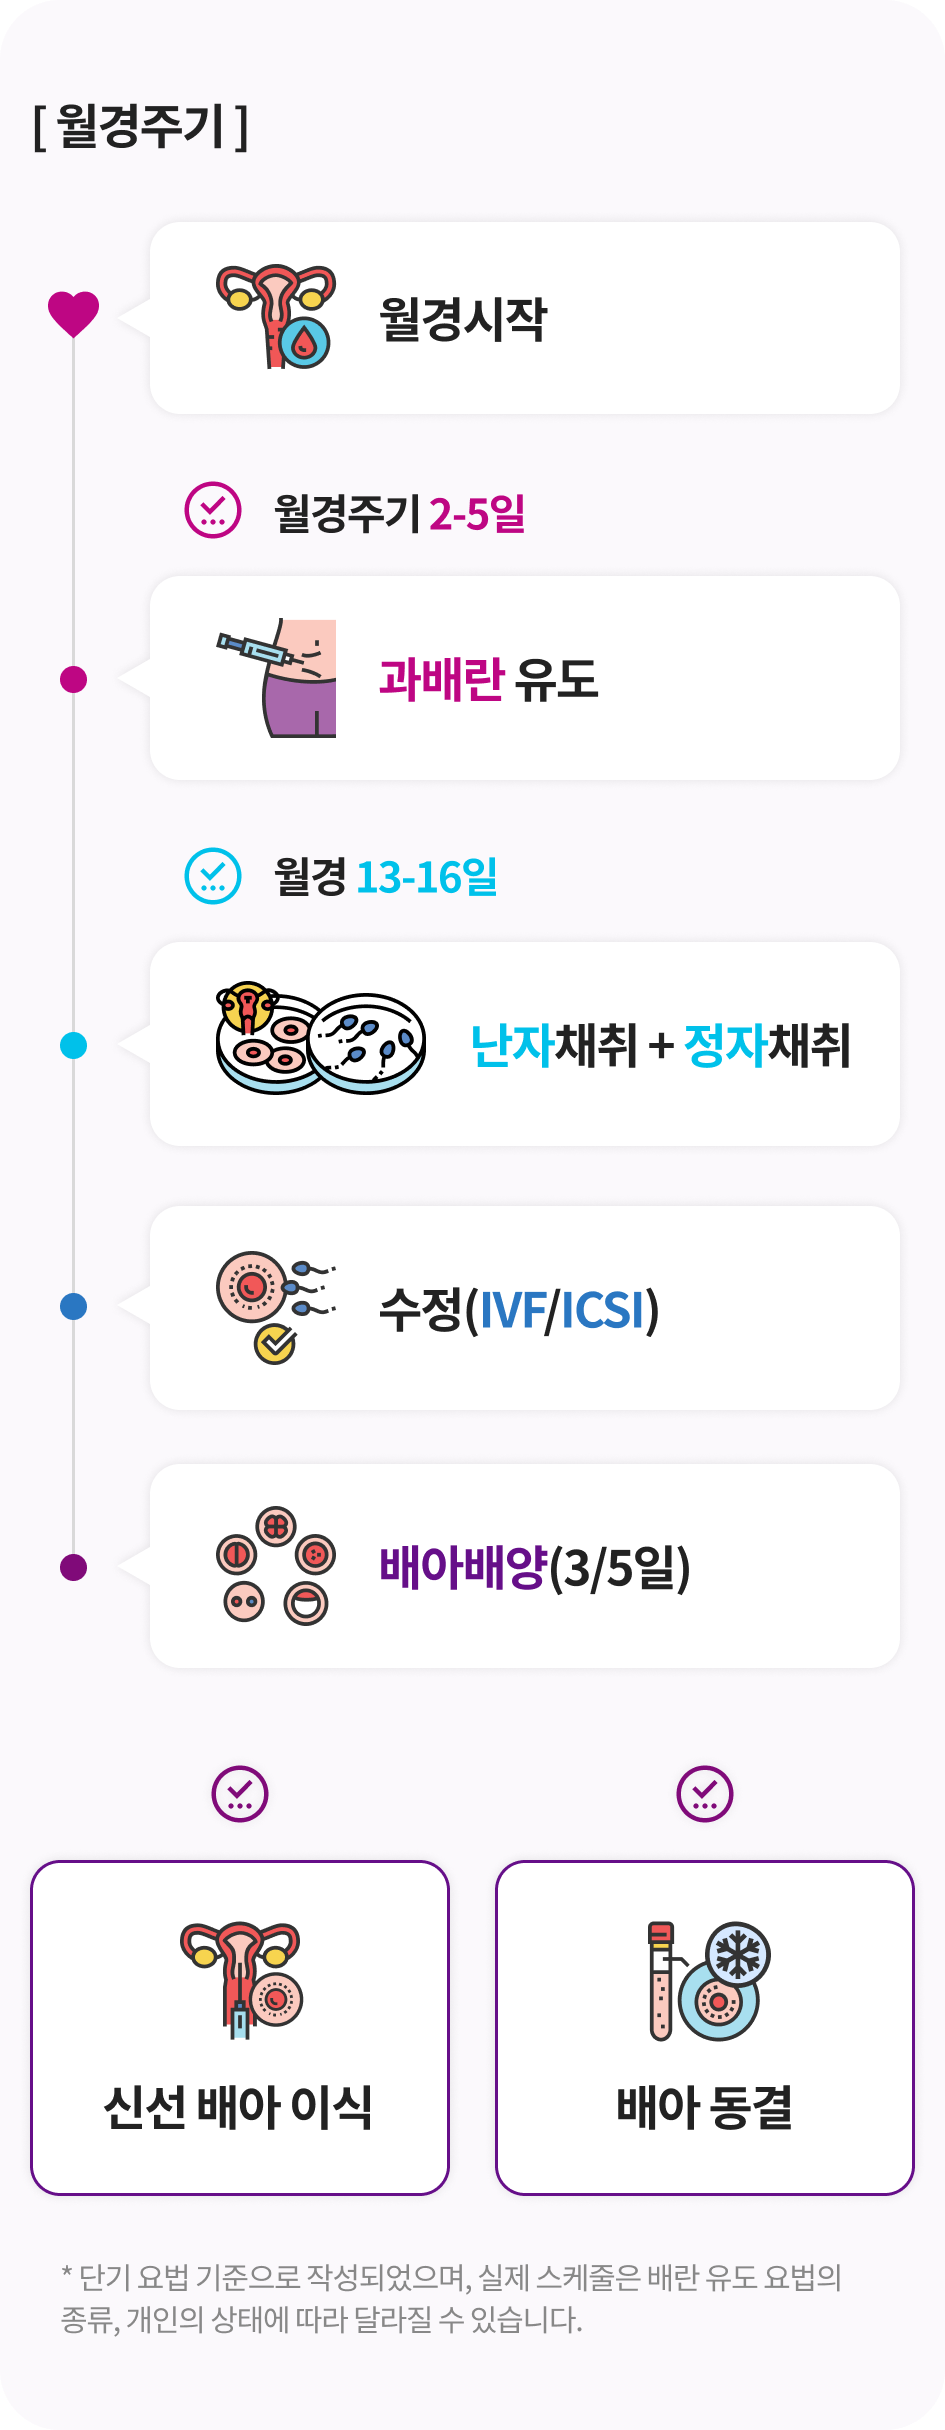 [ 월경주기 ]
월경시작
월경주기 2-5일
과배란 유도
월경 13-16일
난자채취 + 정자채취
수정(IVF/ICSI)
배아배양(3/5일)
신선 배아 이식
배아 동결
* 단기 요법 기준으로 작성되었으며, 실제 스케줄은 배란 유도 요법의
종류, 개인의 상태에 따라 달라질 수 있습니다.